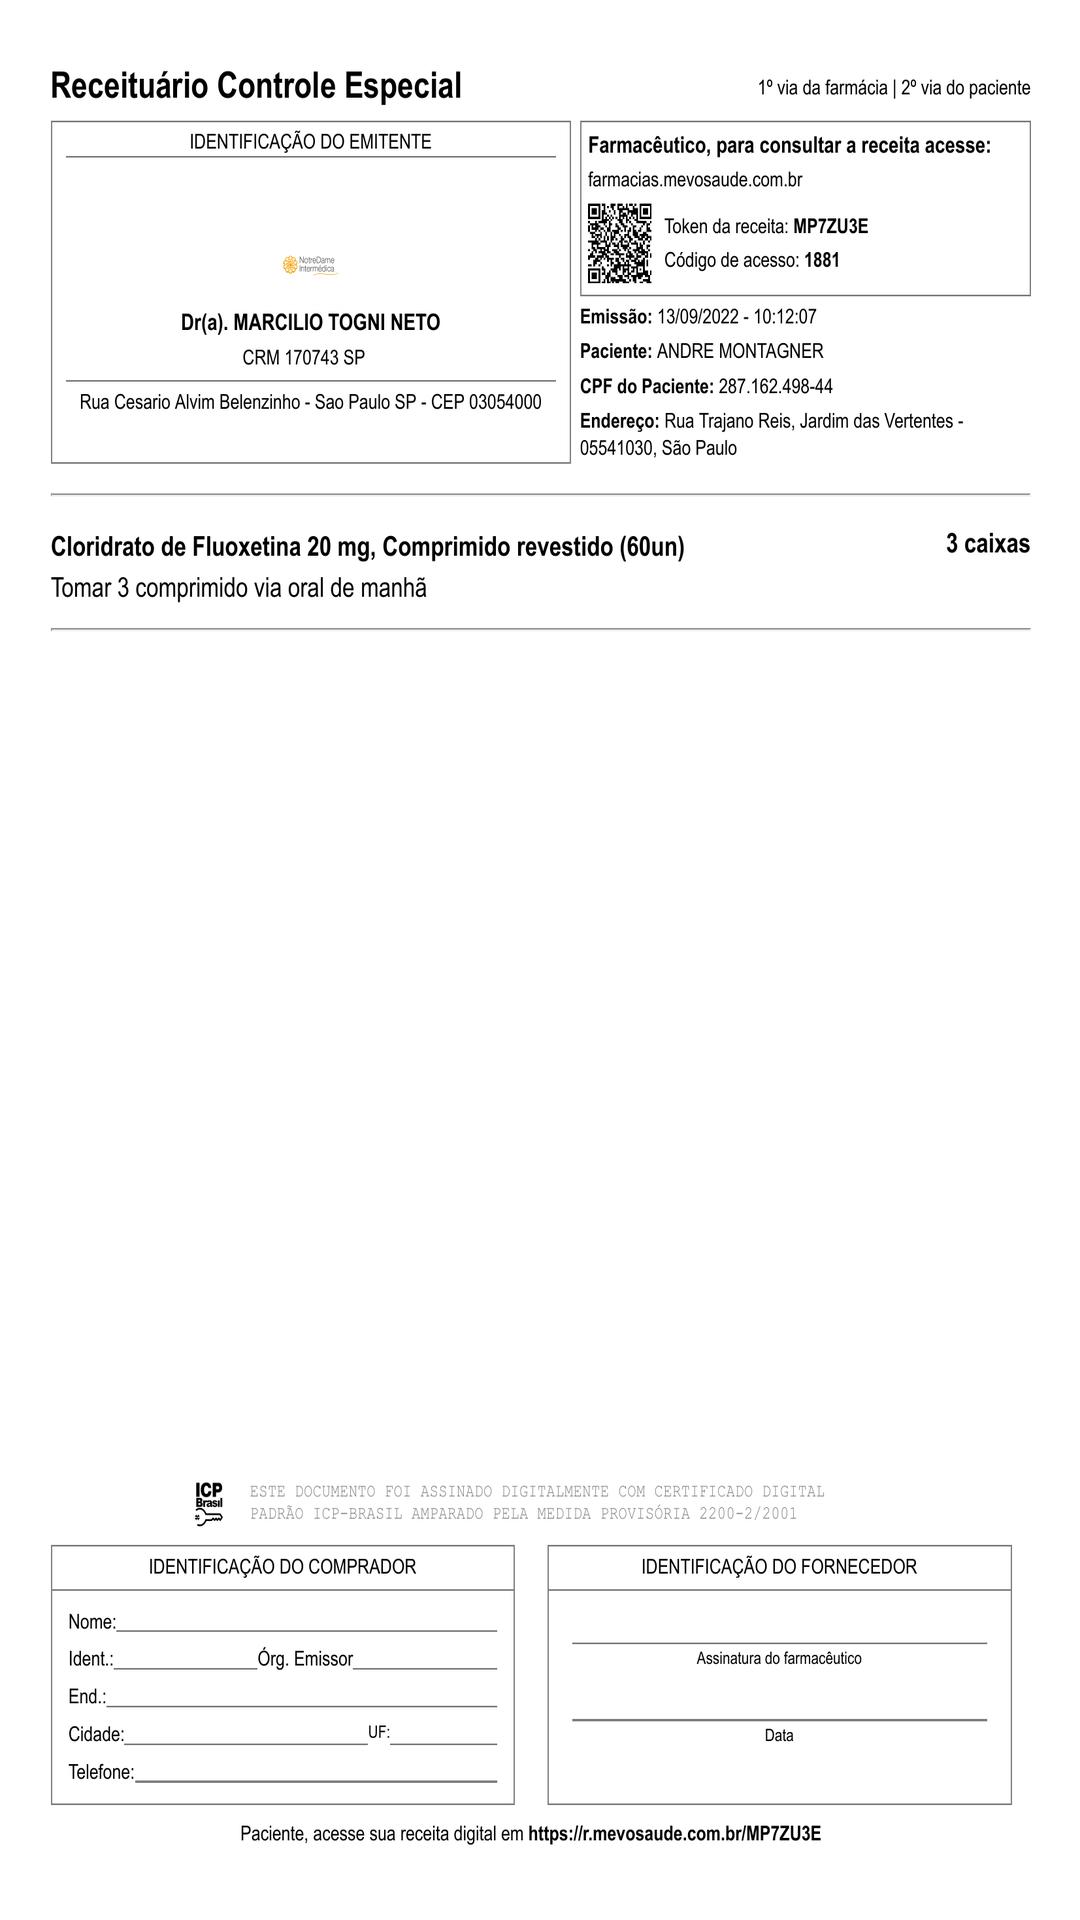 Receituário Controle Especial
1º via da farmácia | 2º via do paciente
IDENTIFICAÇÃO DO EMITENTE
NotreDame
Intermédica
Dr(a). MARCILIO TOGNI NETO
CRM 170743 SP
Rua Cesario Alvim Belenzinho - Sao Paulo SP - CEP 03054000
Farmacêutico, para consultar a receita acesse:
farmacias.mevosaude.com.br
Token da receita: MP7ZU3E
Código de acesso: 1881
Emissão: 13/09/2022 - 10:12:07
Paciente: ANDRE MONTAGNER
CPF do Paciente: 287.162.498-44
Endereço: Rua Trajano Reis, Jardim das Vertentes -
05541030, São Paulo
Cloridrato de Fluoxetina 20 mg, Comprimido revestido (60un)
3 caixas
Tomar 3 comprimido via oral de manhã
ICP
Brasil
ESTE DOCUMENTO FOI ASSINADO DIGITALMENTE COM CERTIFICADO DIGITAL
PADRÃO ICP-BRASIL AMPARADO PELA MEDIDA PROVISÓRIA 2200-2/2001
IDENTIFICAÇÃO DO COMPRADOR
Nome:
Ident.: Órg. Emissor
End.:
Cidade: UF:
Telefone:
IDENTIFICAÇÃO DO FORNECEDOR
Assinatura do farmacêutico
Data
Paciente, acesse sua receita digital em https://r.mevosaude.com.br/MP7ZU3E